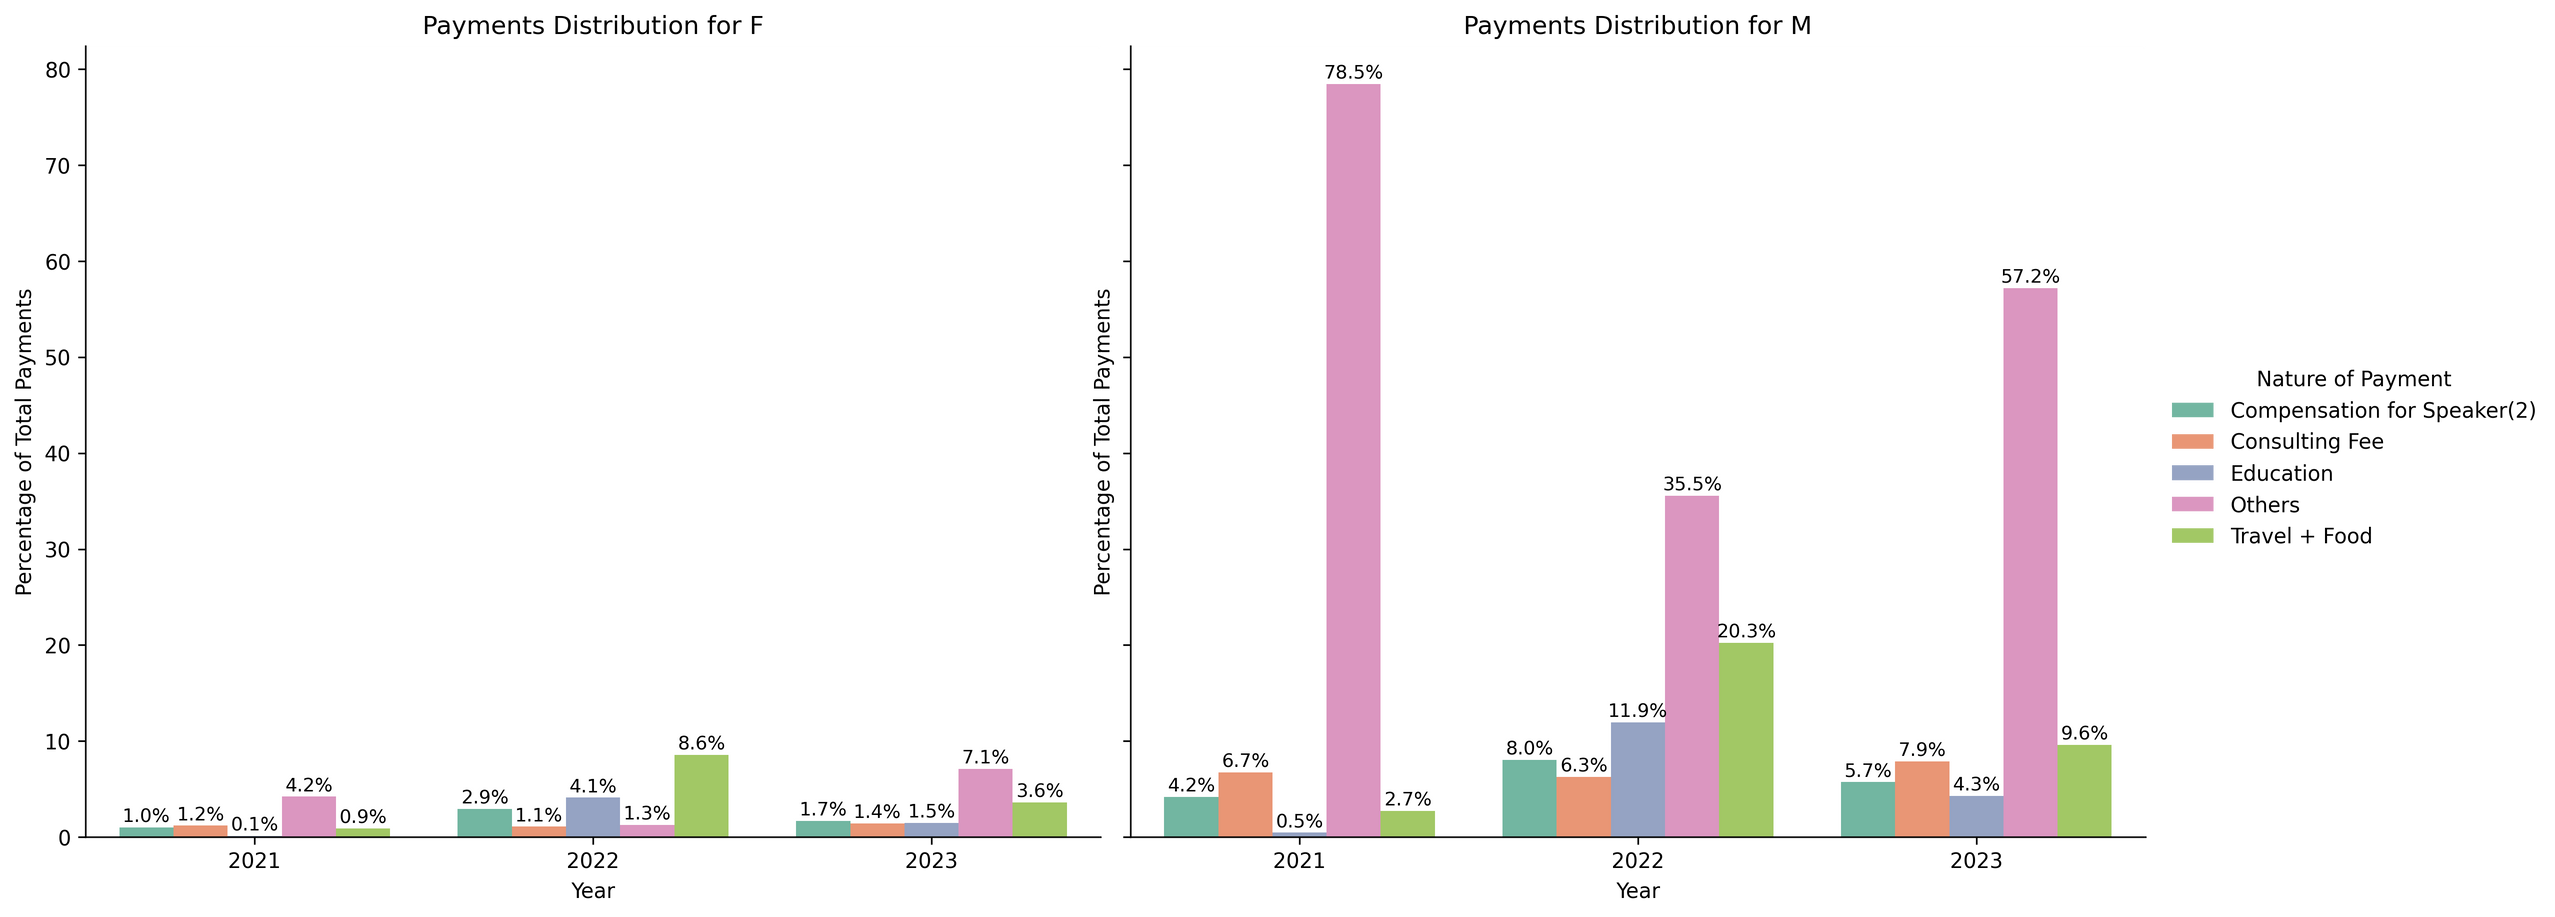 Payments Distribution for F
Percentage of Total Payments
80
70
60
50
40
30
20
10
0
1.0% 1.2% 0.1% 4.2% 0.9%
2.9% 1.1% 4.1% 1.3% 8.6%
1.7% 1.4% 1.5% 7.1% 3.6%
2021 2022 2023
Year
Payments Distribution for M
Percentage of Total Payments
4.2% 6.7% 0.5% 78.5% 2.7%
8.0% 6.3% 11.9% 35.5% 20.3%
5.7% 7.9% 4.3% 57.2% 9.6%
2021 2022 2023
Year
Nature of Payment
Compensation for Speaker(2)
Consulting Fee
Education
Others
Travel + Food